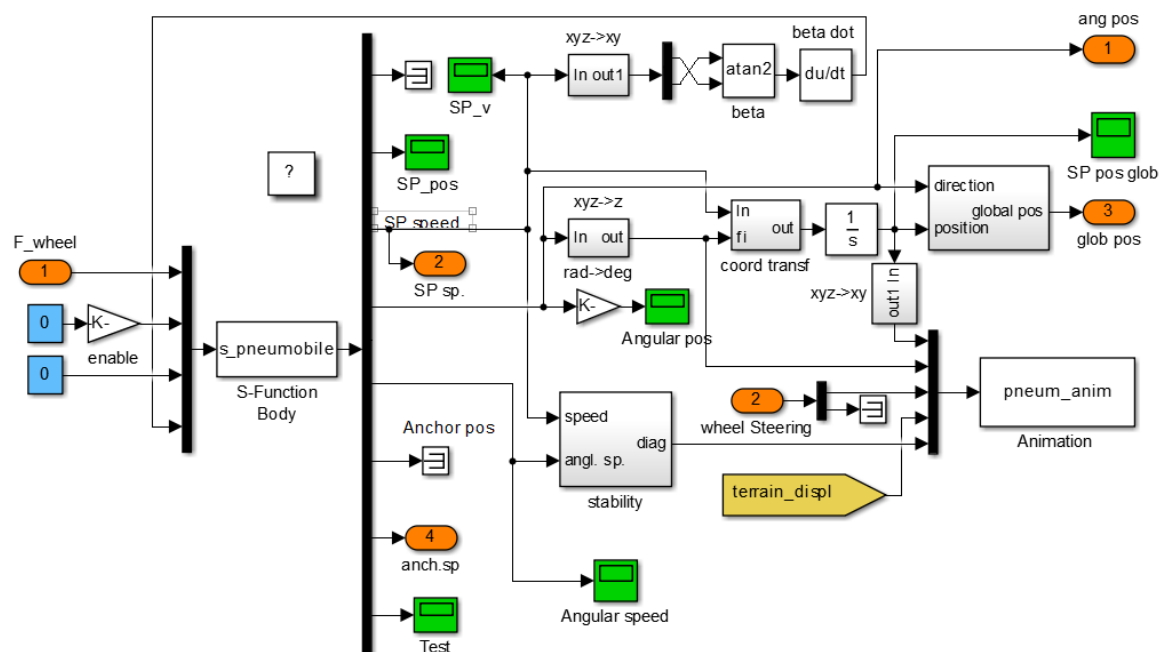 ang pos
1
xyz->xy
beta dot
In out1
atan2
du/dt
SP_v
beta
SP_pos
SP pos glob
?
direction
global pos
position
3
glob pos
SP speed
xyz->z
In
out
rad->deg
In
fi
out
coord transf
1
s
xyz->xy
out1 In
F_wheel
1
2
SP sp.
K-
Angular pos
0
K-
enable
0
s_pneumobile
S-Function
Body
speed
angl. sp.
diag
stability
2
wheel Steering
pneum_anim
Animation
Anchor pos
terrain_displ
4
anch.sp
Angular speed
Test